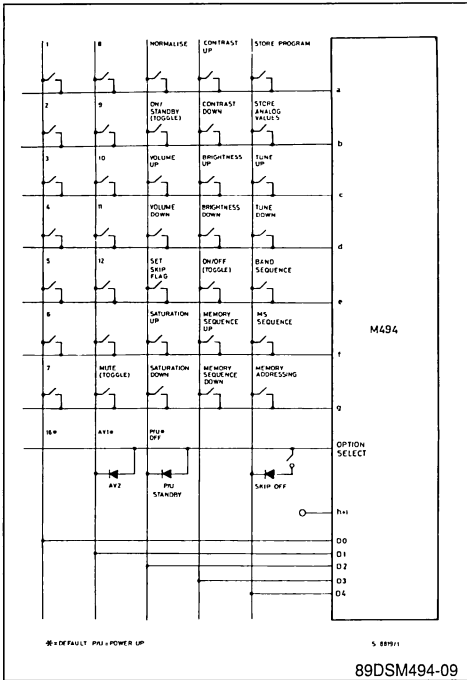 1 8 NORMALISE CONTRAST UP STORE PROGRAM
a
2 9 ON/ STANDBY (TOGGLE) CONTRAST DOWN STORE ANALOG VALUES
b
3 10 VOLUME UP BRIGHTNESS UP TUNE UP
c
4 11 VOLUME DOWN BRIGHTNESS DOWN TUNE DOWN
d
5 12 SET SKIP FLAG ON/OFF (TOGGLE) BAND SEQUENCE
e
M494
6 SATURATION UP MEMORY SEQUENCE UP MS SEQUENCE
f
7 MUTE (TOGGLE) SATURATION DOWN MEMORY SEQUENCE DOWN MEMORY ADDRESSING
g
16* AV1* P/U* OFF
OPTION SELECT
AV2 P/U STANDBY SKIP OFF
h+i
D0
D1
D2
D3
D4
*=DEFAULT P/U=POWER UP
S 8819/1
89DSM494-09